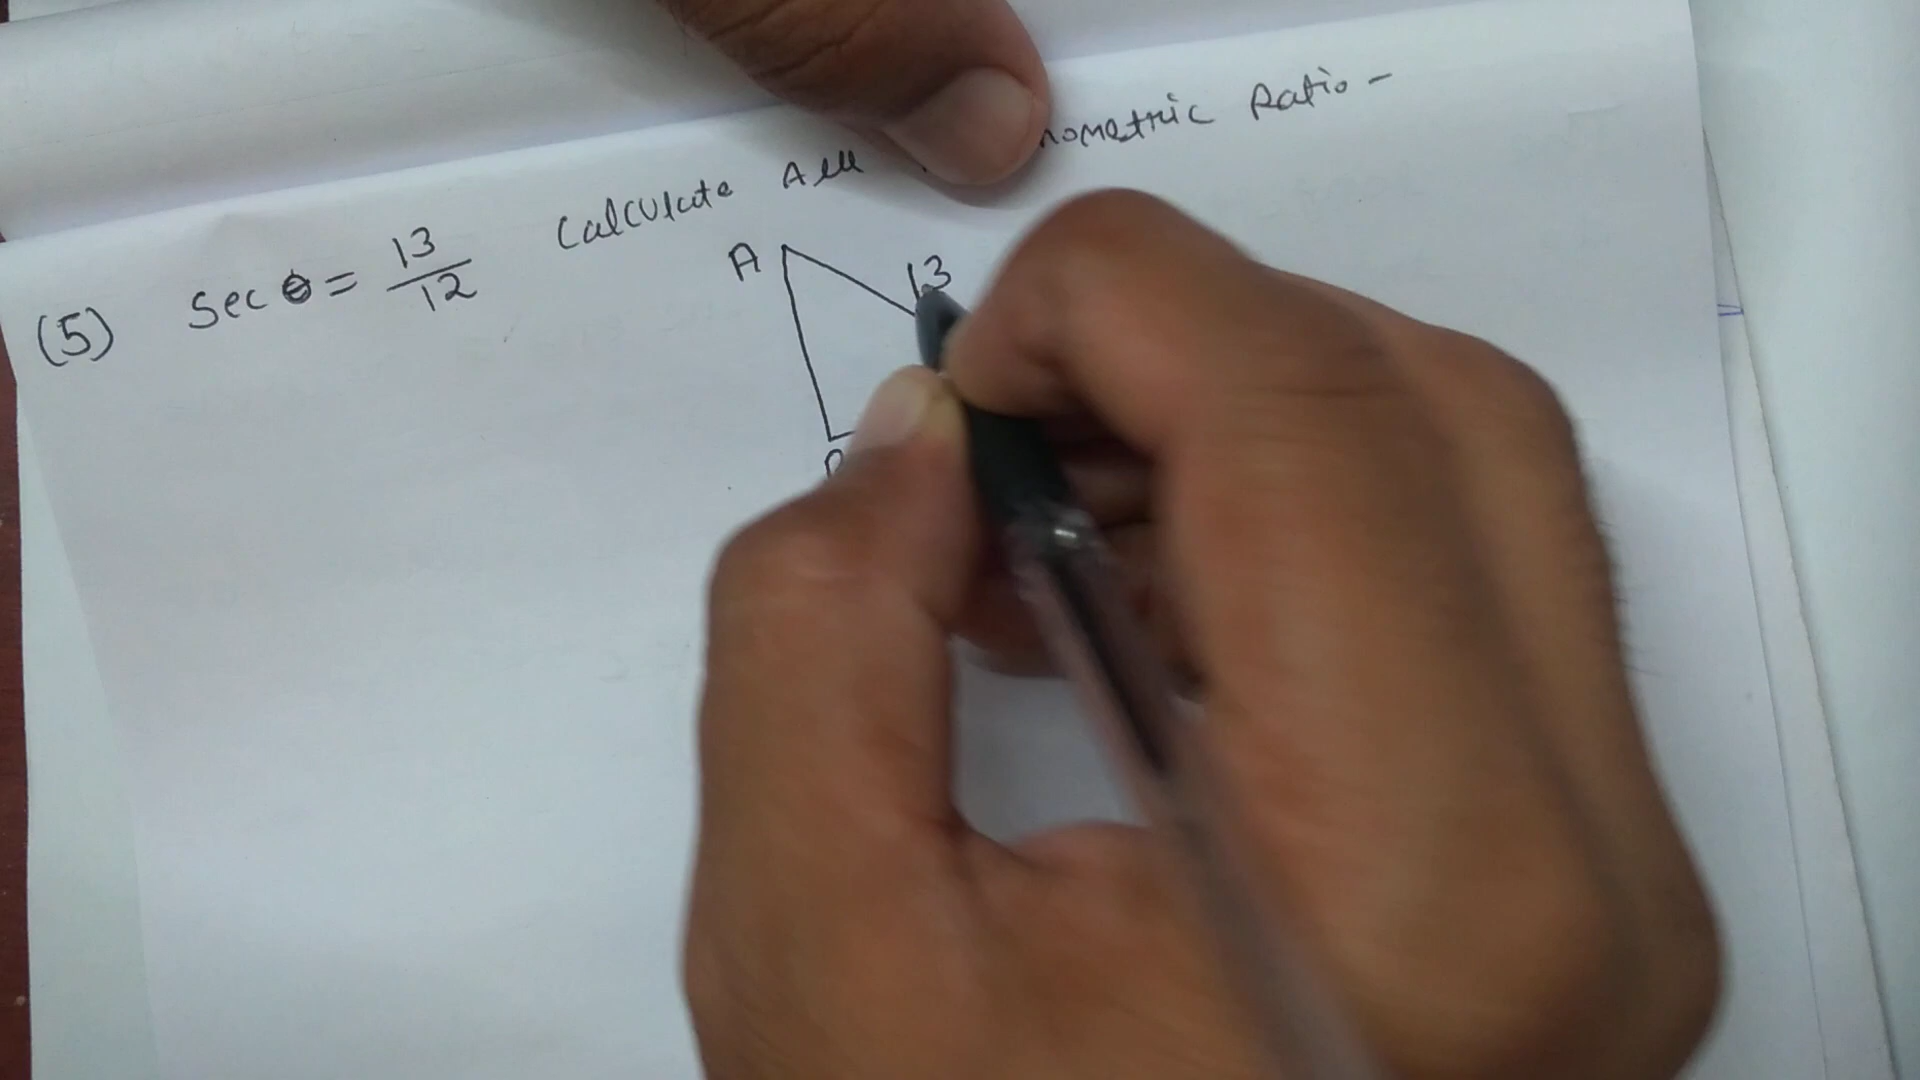 (5) Sec θ = 13/12 Calculate All nometric Ratio -
A
13